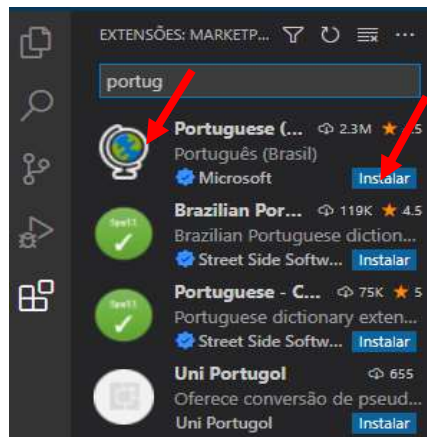 EXTENSÕES: MARKETP...
portug
Portuguese (... 2.3M
Português (Brasil)
Microsoft Instalar
Brazilian Por... 119K 4.5
Brazilian Portuguese diction...
Street Side Softw... Instalar
Portuguese - C... 75K 5
Portuguese dictionary exten...
Street Side Softw... Instalar
Uni Portugol 655
Oferece conversão de pseud...
Uni Portugol Instalar